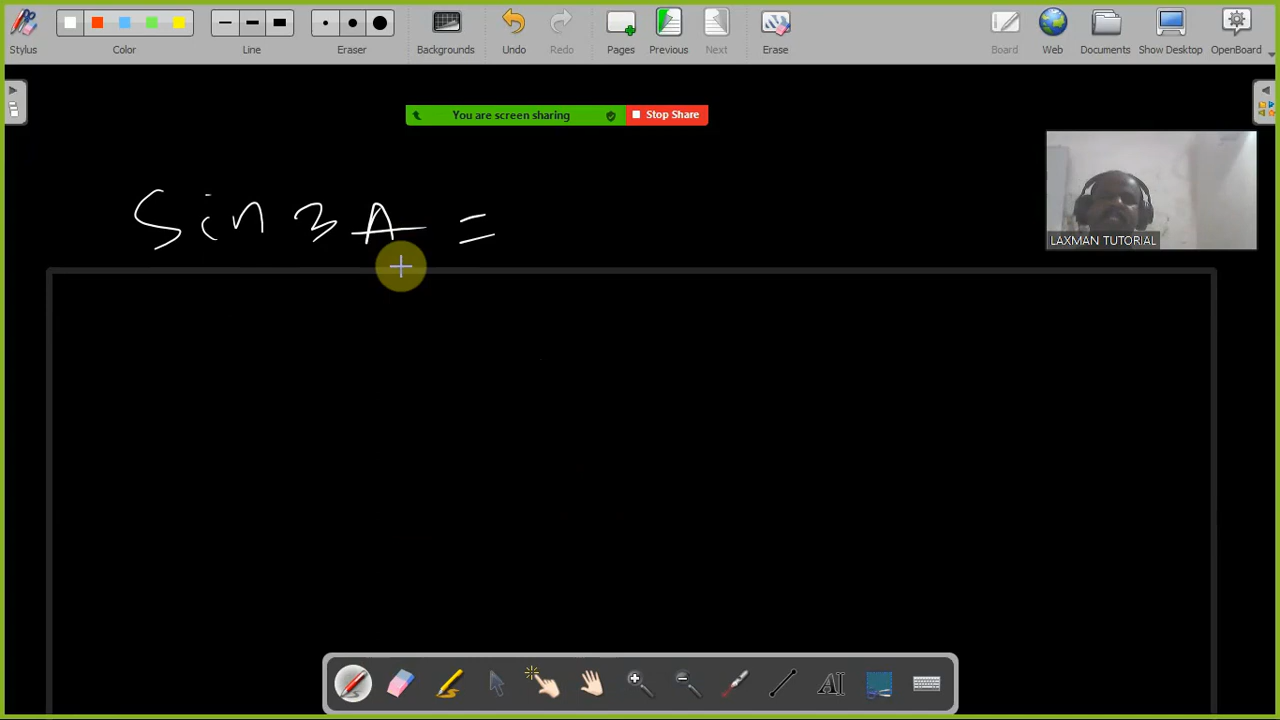 Stylus Color Line Eraser Backgrounds Undo Redo Pages Previous Next Erase Board Web Documents Show Desktop OpenBoard
You are screen sharing Stop Share
Sin 3A =
LAXMAN TUTORIAL
AI